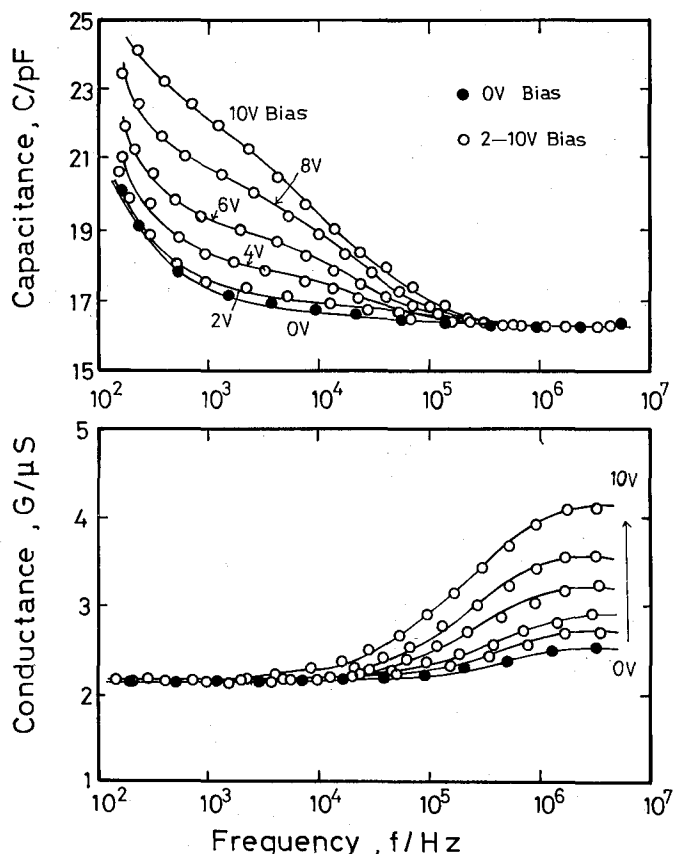 Capacitance, C/pF
25
23
21
19
17
15
10² 10³ 10⁴ 10⁵ 10⁶ 10⁷
● 0V Bias
○ 2—10V Bias
10V Bias
8V
6V
4V
2V
0V
Conductance, G/μS
5
4
3
2
1
10² 10³ 10⁴ 10⁵ 10⁶ 10⁷
10V
0V
Frequency, f/Hz